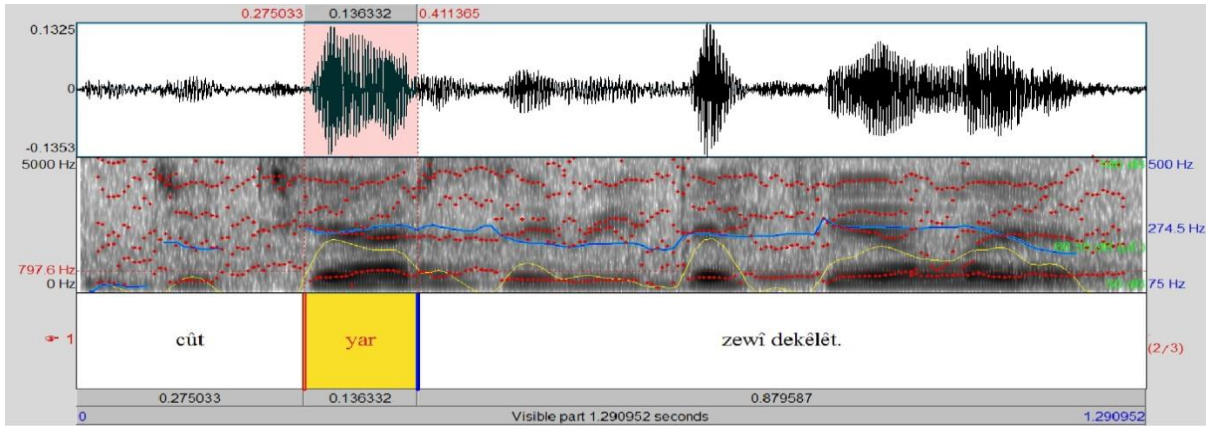 0.275033 0.136332 0.411365
0.1325
0
-0.1353
5000 Hz 500 Hz
274.5 Hz
797.6 Hz
0 Hz 75 Hz
1 cût yar zewî dekêlêt. (2/3)
0.275033 0.136332 0.879587
0 Visible part 1.290952 seconds 1.290952